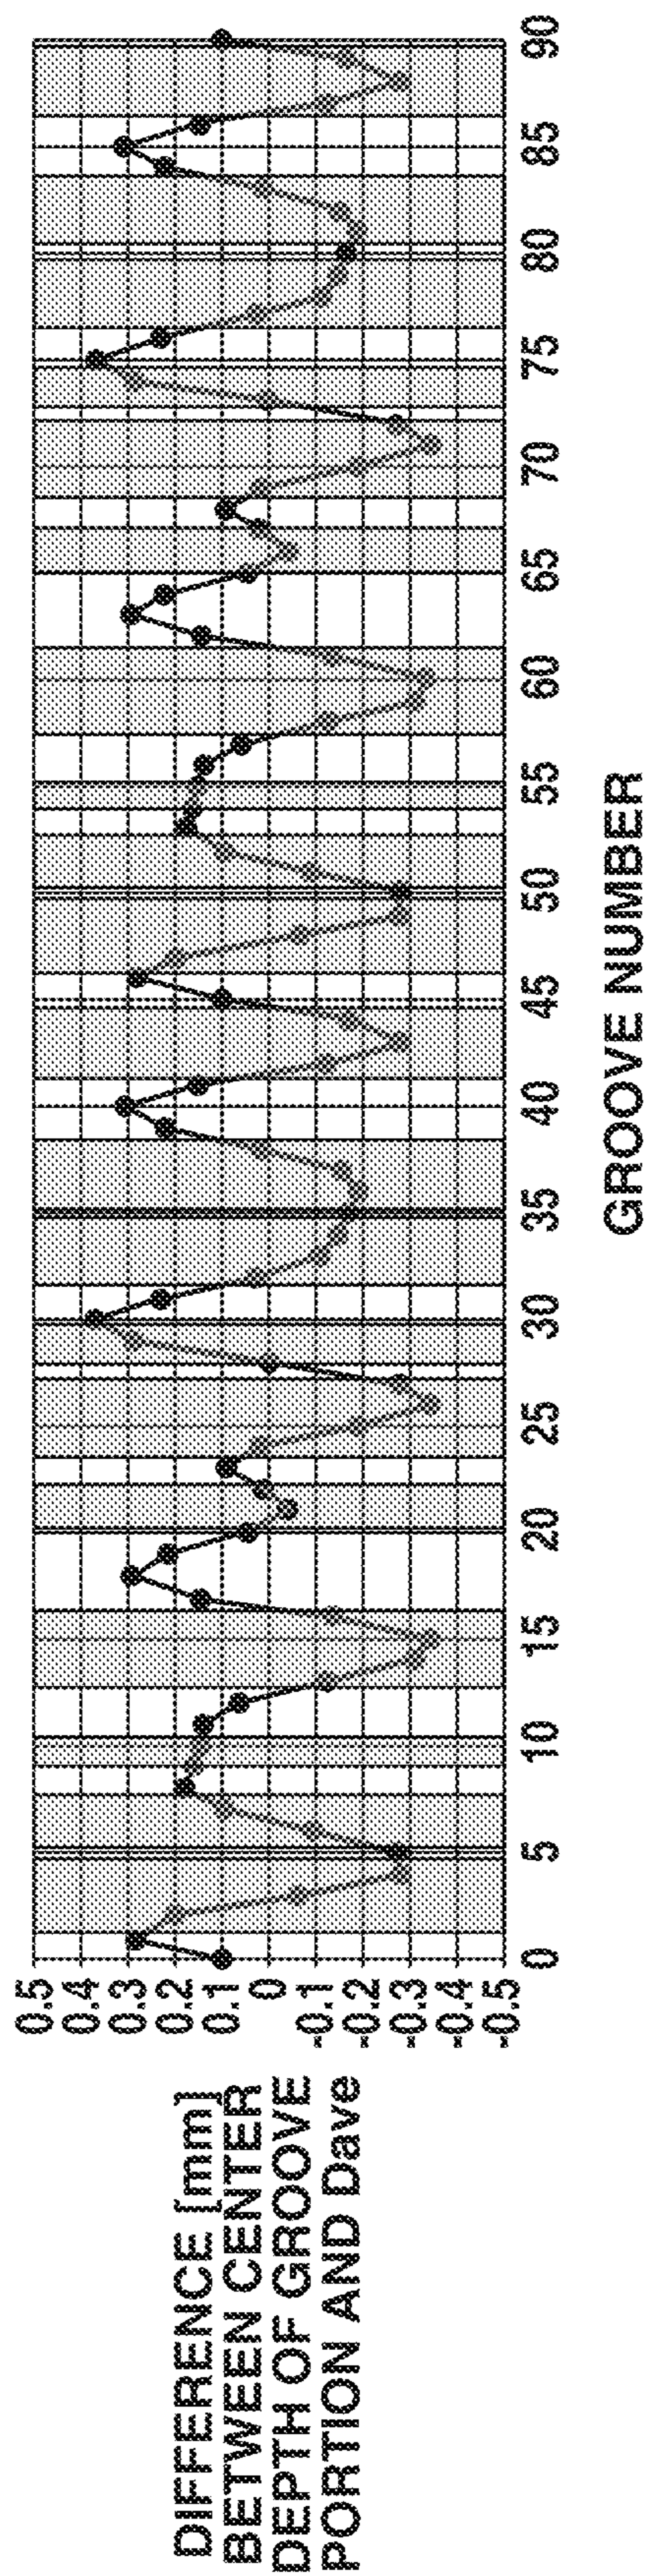 DIFFERENCE [mm]
BETWEEN CENTER
DEPTH OF GROOVE
PORTION AND Dave
0.5
0.4
0.3
0.2
0.1
0
-0.1
-0.2
-0.3
-0.4
-0.5
0 5 10 15 20 25 30 35 40 45 50 55 60 65 70 75 80 85 90
GROOVE NUMBER